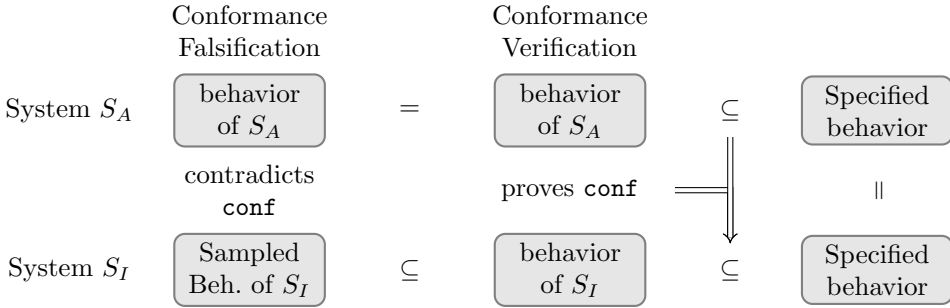 Conformance Falsification
Conformance Verification
System S_A
behavior of S_A
=
behavior of S_A
⊆
Specified behavior
contradicts conf
proves conf
=
System S_I
Sampled Beh. of S_I
⊆
behavior of S_I
⊆
Specified behavior